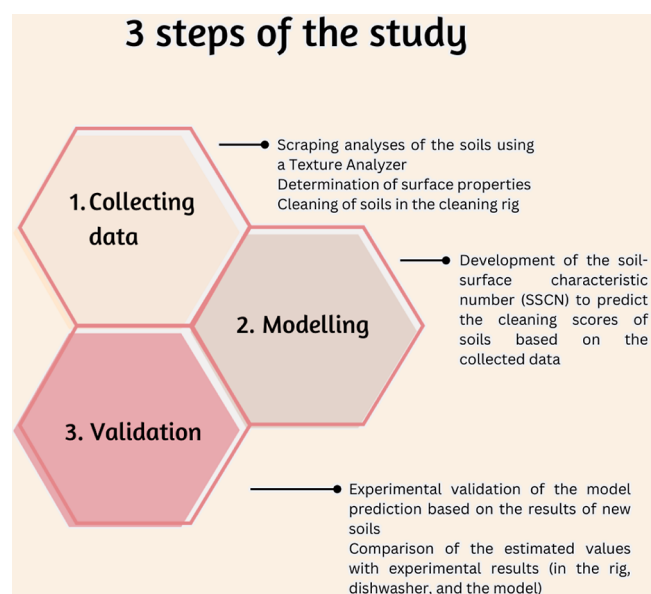 3 steps of the study
1. Collecting
data
Scraping analyses of the soils using
a Texture Analyzer
Determination of surface properties
Cleaning of soils in the cleaning rig
2. Modelling
Development of the soil-
surface characteristic
number (SSCN) to predict
the cleaning scores of
soils based on the
collected data
3. Validation
Experimental validation of the model
prediction based on the results of new
soils
Comparison of the estimated values
with experimental results (in the rig,
dishwasher, and the model)